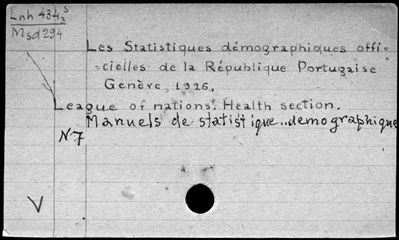 Lnh 434₃ˢ
Msd 294
Les Statistiques démographiques offi-
-cielles de la République Portugaise
Genève, 1926.
League of nations. Health section.
Manuels de statistique..demographique
N.7
V